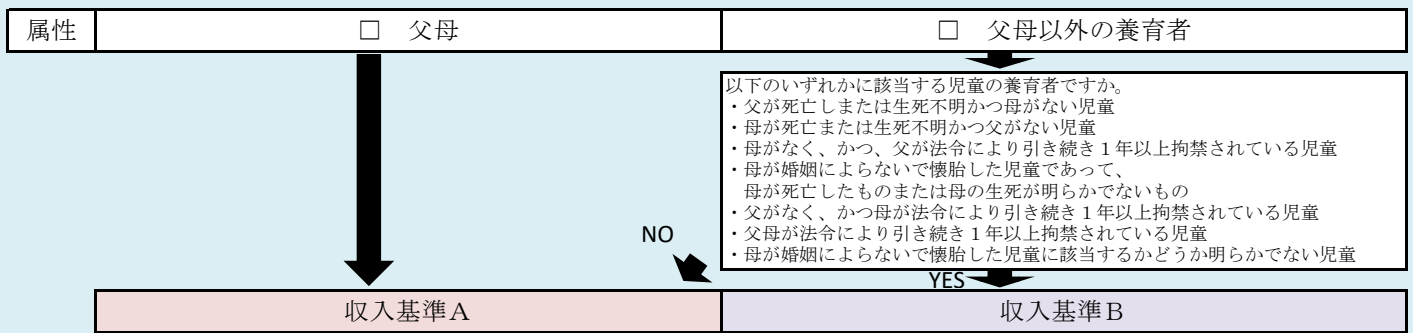 属性
□ 父母
□ 父母以外の養育者
以下のいずれかに該当する児童の養育者ですか。
・父が死亡しまたは生死不明かつ母がない児童
・母が死亡または生死不明かつ父がない児童
・母がなく、かつ、父が法令により引き続き１年以上拘禁されている児童
・母が婚姻によらないで懐胎した児童であって、
母が死亡したものまたは母の生死が明らかでないもの
・父がなく、かつ母が法令により引き続き１年以上拘禁されている児童
・父母が法令により引き続き１年以上拘禁されている児童
・母が婚姻によらないで懐胎した児童に該当するかどうか明らかでない児童
NO
YES
収入基準Ａ
収入基準Ｂ